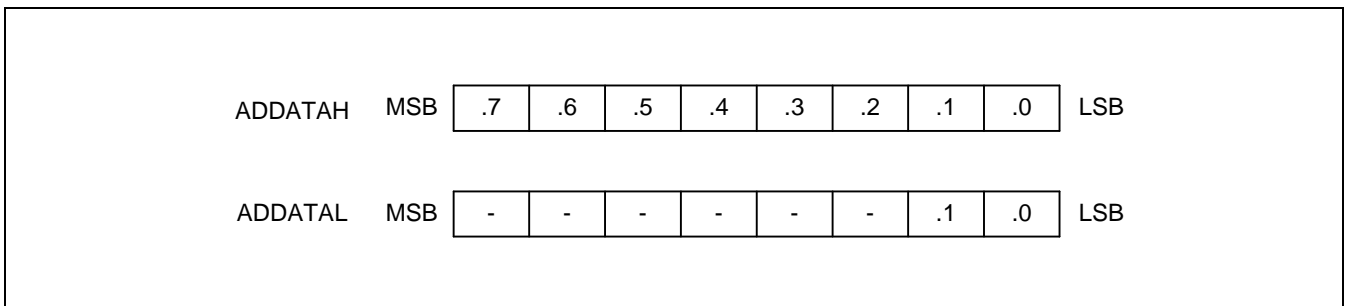 ADDATAH MSB .7 .6 .5 .4 .3 .2 .1 .0 LSB
ADDATAL MSB - - - - - - .1 .0 LSB